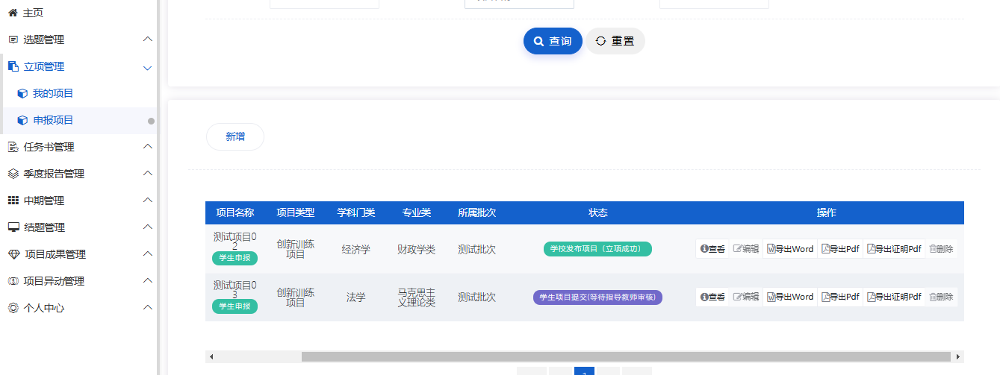 主页
选题管理
立项管理
我的项目
申报项目
任务书管理
季度报告管理
中期管理
结题管理
项目成果管理
项目异动管理
个人中心
查询 重置
新增
项目名称 项目类型 学科门类 专业类 所属批次 状态 操作
测试项目0
2
学生申报
创新训练
项目
经济学
财政学类
测试批次
学校发布项目（立项成功）
查看 编辑 导出Word 导出Pdf 导出证明Pdf 删除
测试项目0
3
学生申报
创新训练
项目
法学
马克思主
义理论类
测试批次
学生项目提交(等待指导教师审核)
查看 编辑 导出Word 导出Pdf 导出证明Pdf 删除
1